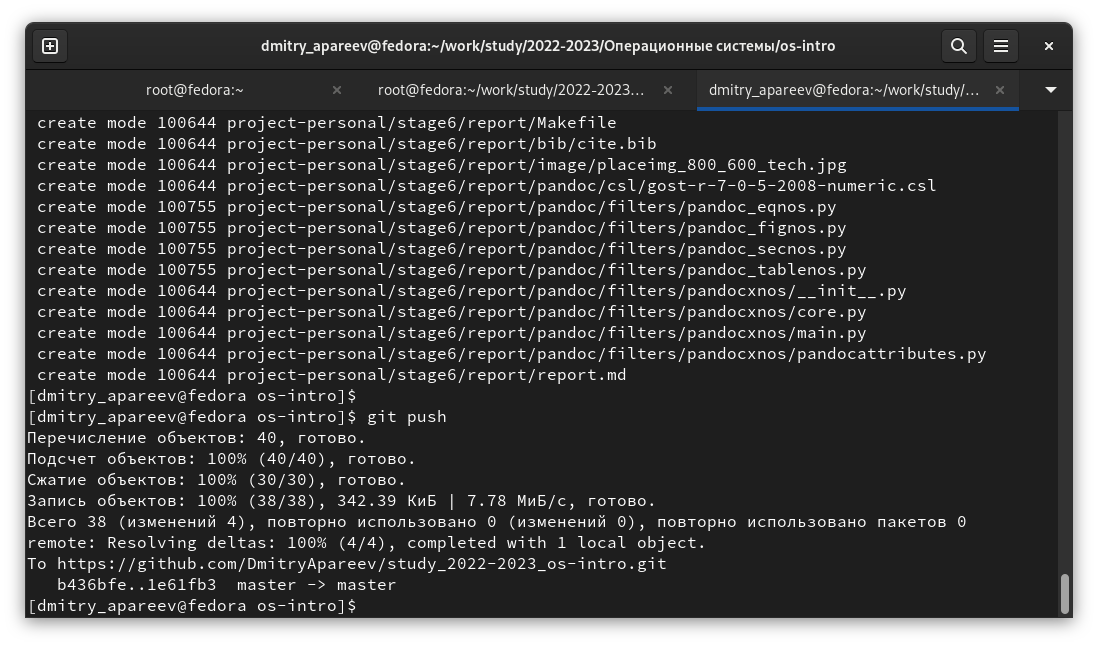 dmitry_apareev@fedora:~/work/study/2022-2023/Операционные системы/os-intro
root@fedora:~
root@fedora:~/work/study/2022-2023...
dmitry_apareev@fedora:~/work/study/...
create mode 100644 project-personal/stage6/report/Makefile
create mode 100644 project-personal/stage6/report/bib/cite.bib
create mode 100644 project-personal/stage6/report/image/placeimg_800_600_tech.jpg
create mode 100644 project-personal/stage6/report/pandoc/csl/gost-r-7-0-5-2008-numeric.csl
create mode 100755 project-personal/stage6/report/pandoc/filters/pandoc_eqnos.py
create mode 100755 project-personal/stage6/report/pandoc/filters/pandoc_fignos.py
create mode 100755 project-personal/stage6/report/pandoc/filters/pandoc_secnos.py
create mode 100755 project-personal/stage6/report/pandoc/filters/pandoc_tablenos.py
create mode 100644 project-personal/stage6/report/pandoc/filters/pandocxnos/__init__.py
create mode 100644 project-personal/stage6/report/pandoc/filters/pandocxnos/core.py
create mode 100644 project-personal/stage6/report/pandoc/filters/pandocxnos/main.py
create mode 100644 project-personal/stage6/report/pandoc/filters/pandocxnos/pandocattributes.py
create mode 100644 project-personal/stage6/report/report.md
[dmitry_apareev@fedora os-intro]$
[dmitry_apareev@fedora os-intro]$ git push
Перечисление объектов: 40, готово.
Подсчет объектов: 100% (40/40), готово.
Сжатие объектов: 100% (30/30), готово.
Запись объектов: 100% (38/38), 342.39 КиБ | 7.78 МиБ/с, готово.
Всего 38 (изменений 4), повторно использовано 0 (изменений 0), повторно использовано пакетов 0
remote: Resolving deltas: 100% (4/4), completed with 1 local object.
To https://github.com/DmitryApareev/study_2022-2023_os-intro.git
b436bfe..1e61fb3  master -> master
[dmitry_apareev@fedora os-intro]$